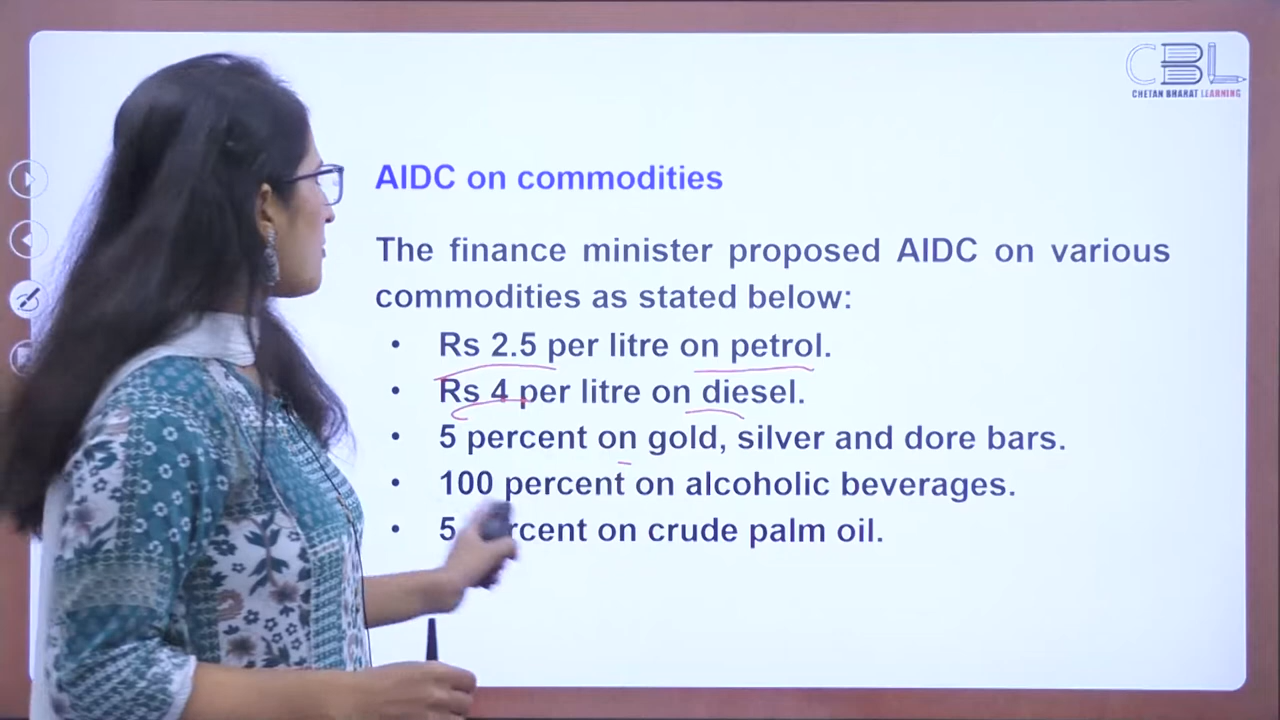 CBL
CHETAN BHARAT LEARNING
AIDC on commodities
The finance minister proposed AIDC on various
commodities as stated below:
• Rs 2.5 per litre on petrol.
• Rs 4 per litre on diesel.
• 5 percent on gold, silver and dore bars.
• 100 percent on alcoholic beverages.
• 5 percent on crude palm oil.